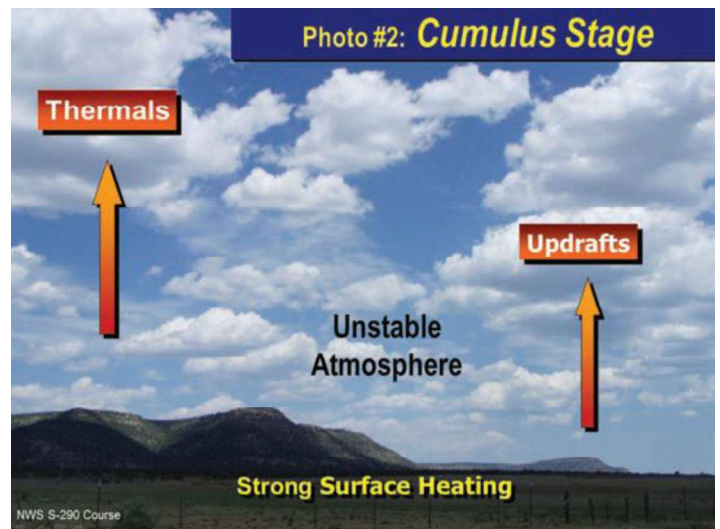 Photo #2: Cumulus Stage
Thermals
Updrafts
Unstable
Atmosphere
Strong Surface Heating
NWS S-290 Course